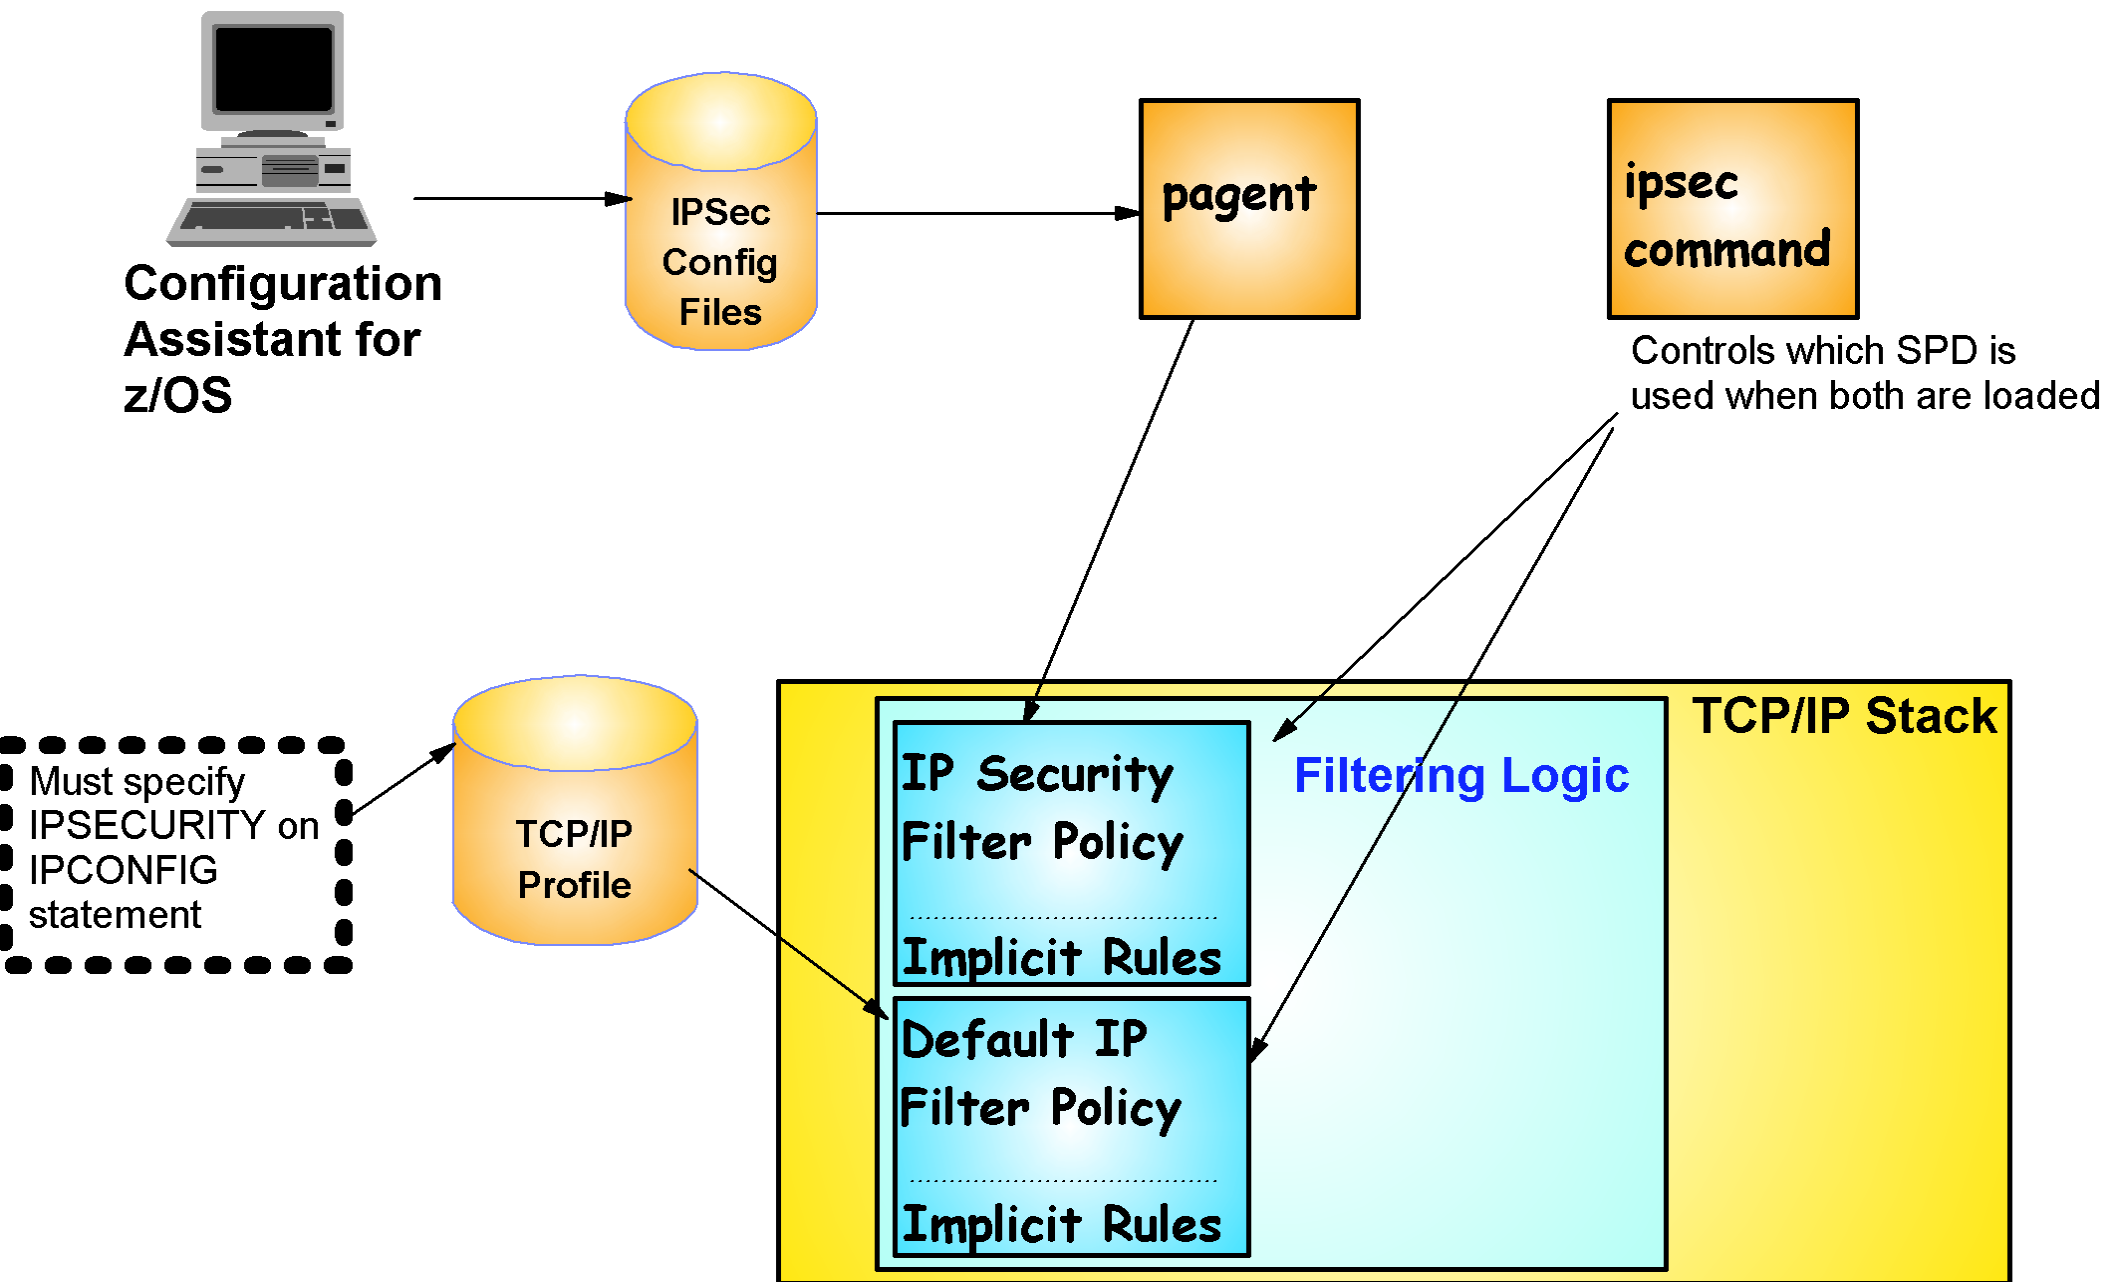 Configuration
Assistant for
z/OS
IPSec
Config
Files
pagent
ipsec
command
Controls which SPD is
used when both are loaded
Must specify
IPSECURITY on
IPCONFIG
statement
TCP/IP
Profile
TCP/IP Stack
Filtering Logic
IP Security
Filter Policy
Implicit Rules
Default IP
Filter Policy
Implicit Rules